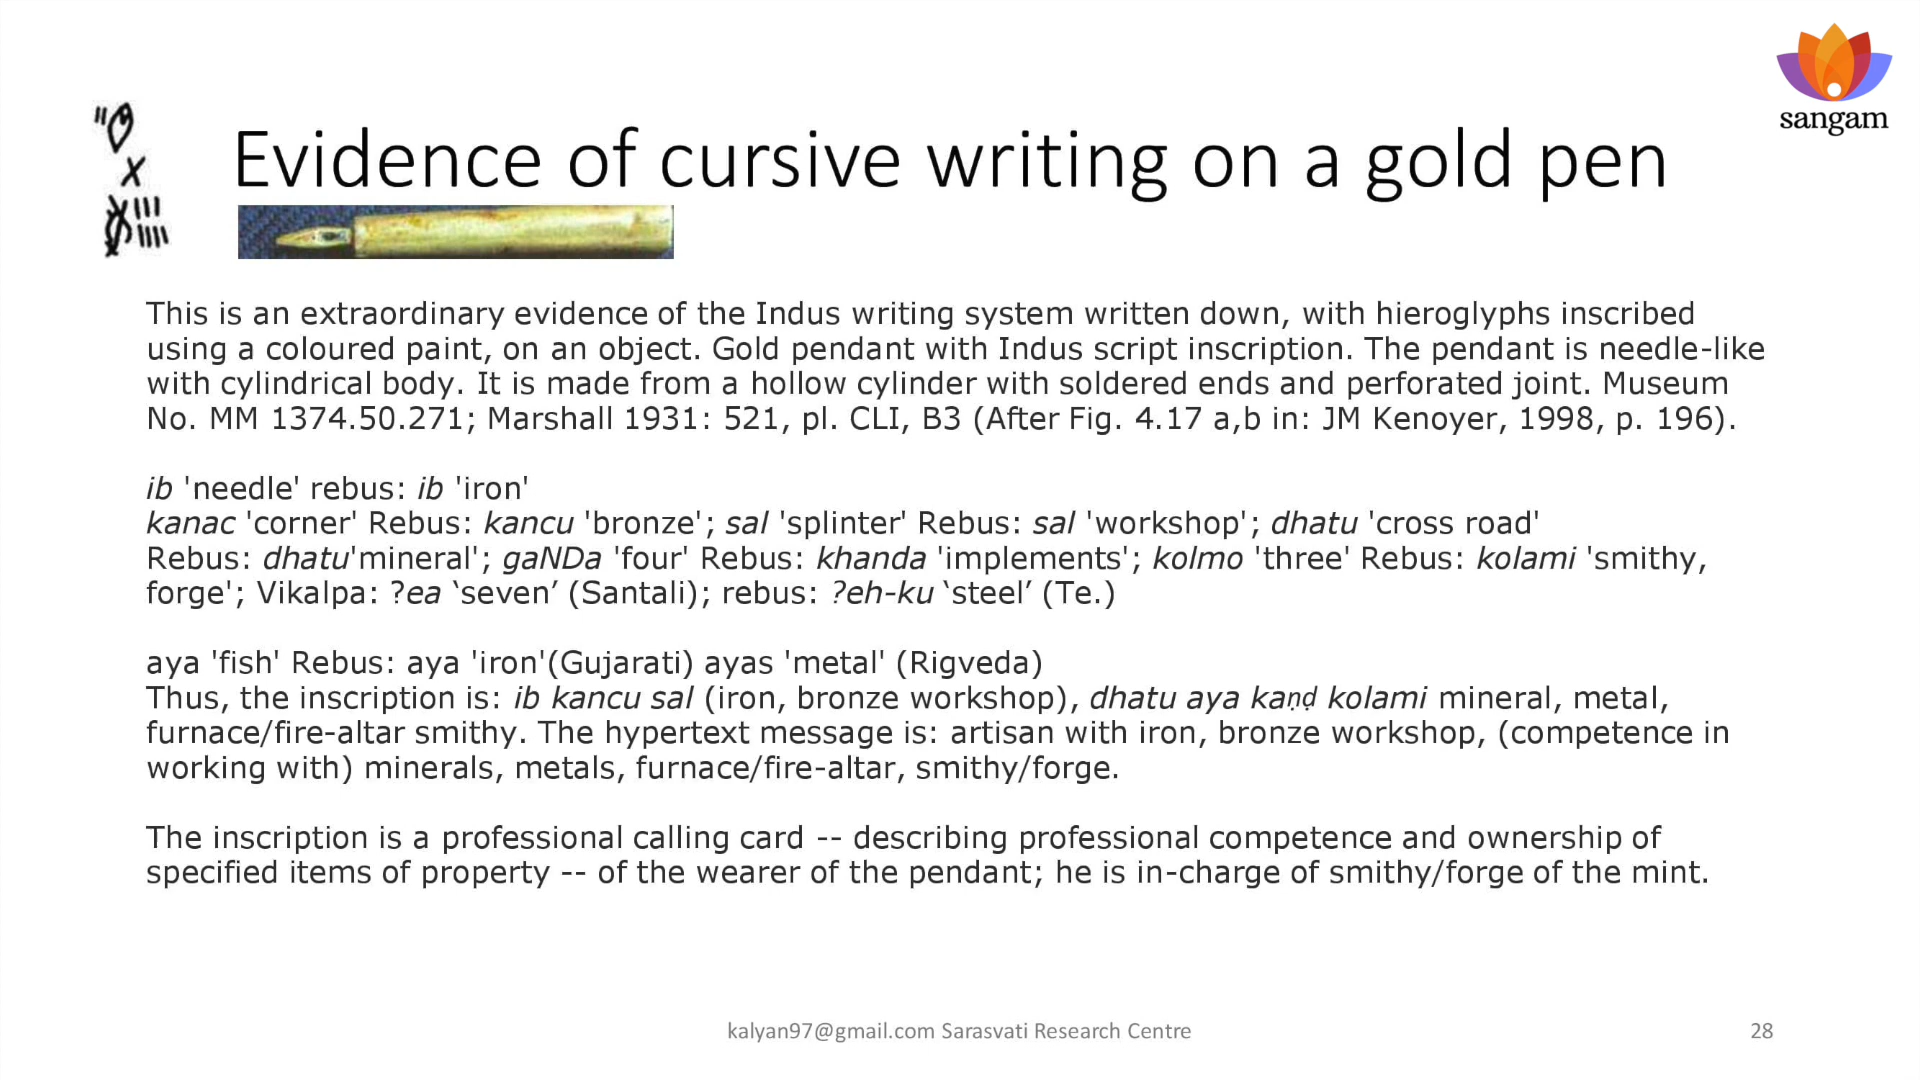 sangam
Evidence of cursive writing on a gold pen
This is an extraordinary evidence of the Indus writing system written down, with hieroglyphs inscribed
using a coloured paint, on an object. Gold pendant with Indus script inscription. The pendant is needle-like
with cylindrical body. It is made from a hollow cylinder with soldered ends and perforated joint. Museum
No. MM 1374.50.271; Marshall 1931: 521, pl. CLI, B3 (After Fig. 4.17 a,b in: JM Kenoyer, 1998, p. 196).
ib 'needle' rebus: ib 'iron'
kanac 'corner' Rebus: kancu 'bronze'; sal 'splinter' Rebus: sal 'workshop'; dhatu 'cross road'
Rebus: dhatu'mineral'; gaNDa 'four' Rebus: khanda 'implements'; kolmo 'three' Rebus: kolami 'smithy,
forge'; Vikalpa: ?ea ‘seven’ (Santali); rebus: ?eh-ku ‘steel’ (Te.)
aya 'fish' Rebus: aya 'iron'(Gujarati) ayas 'metal' (Rigveda)
Thus, the inscription is: ib kancu sal (iron, bronze workshop), dhatu aya kaṇḍ kolami mineral, metal,
furnace/fire-altar smithy. The hypertext message is: artisan with iron, bronze workshop, (competence in
working with) minerals, metals, furnace/fire-altar, smithy/forge.
The inscription is a professional calling card -- describing professional competence and ownership of
specified items of property -- of the wearer of the pendant; he is in-charge of smithy/forge of the mint.
kalyan97@gmail.com Sarasvati Research Centre
28